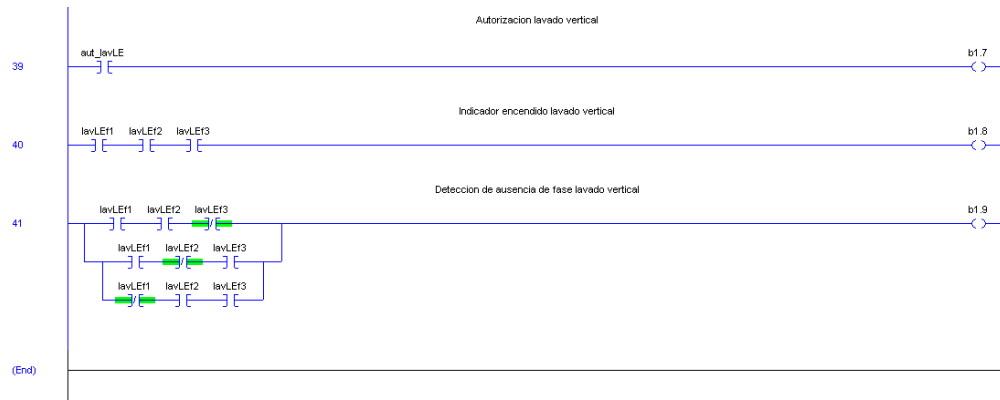 Autorizacion lavado vertical
aut_lavLE b1.7
39
Indicador encendido lavado vertical
lavLEf1 lavLEf2 lavLEf3 b1.8
40
Deteccion de ausencia de fase lavado vertical
lavLEf1 lavLEf2 lavLEf3 b1.9
41
lavLEf1 lavLEf2 lavLEf3
lavLEf1 lavLEf2 lavLEf3
(End)